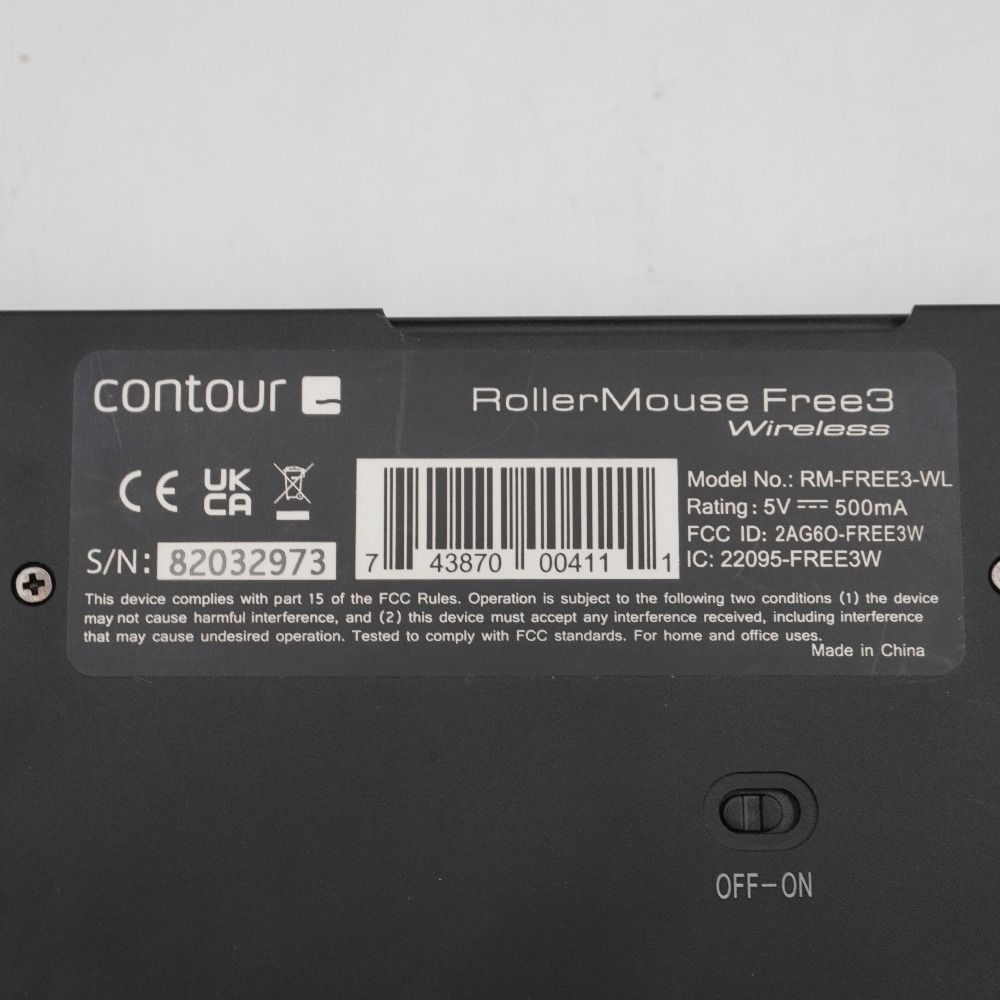 contour
RollerMouse Free3
Wireless
CE UK CA
Model No.: RM-FREE3-WL
Rating: 5V 500mA
FCC ID: 2AG6O-FREE3W
IC: 22095-FREE3W
S/N: 82032973
7 43870 00411 1
This device complies with part 15 of the FCC Rules. Operation is subject to the following two conditions (1) the device
may not cause harmful interference, and (2) this device must accept any interference received, including interference
that may cause undesired operation. Tested to comply with FCC standards. For home and office uses.
Made in China
OFF-ON